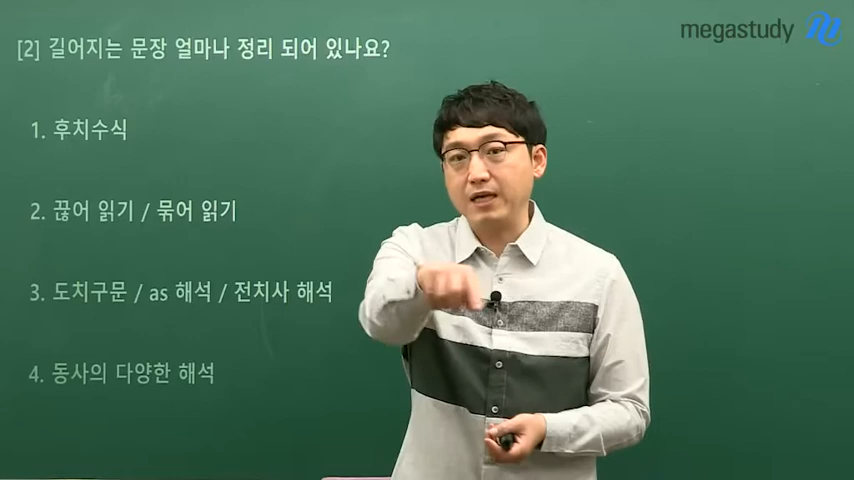 megastudy
[2] 길어지는 문장 얼마나 정리 되어 있나요?
1. 후치수식
2. 끊어 읽기 / 묶어 읽기
3. 도치구문 / as 해석 / 전치사 해석
4. 동사의 다양한 해석